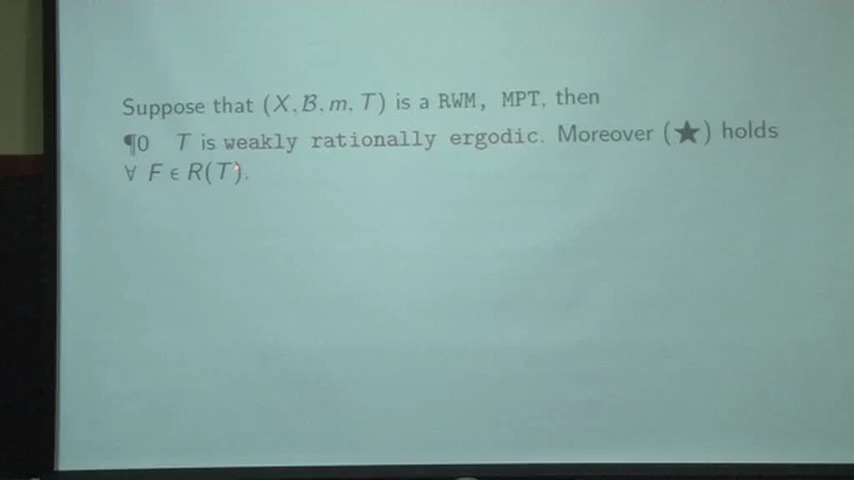 Suppose that (X, ℬ, m, T) is a RWM, MPT, then
¶0 T is weakly rationally ergodic. Moreover (★) holds
∀ F ∈ R(T).